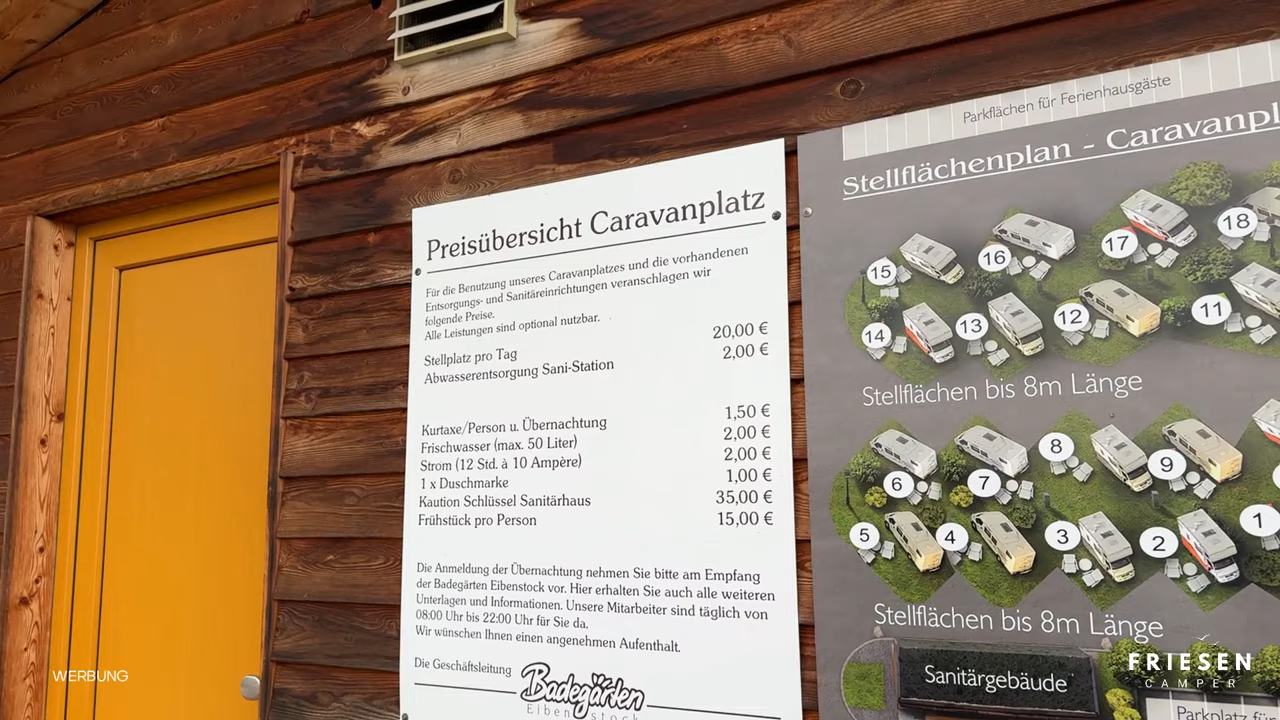 Preisübersicht Caravanplatz
Für die Benutzung unseres Caravanplatzes und die vorhandenen
Entsorgungs- und Sanitäreinrichtungen veranschlagen wir
folgende Preise.
Alle Leistungen sind optional nutzbar.
Stellplatz pro Tag 20,00 €
Abwasserentsorgung Sani-Station 2,00 €
Kurtaxe/Person u. Übernachtung 1,50 €
Frischwasser (max. 50 Liter) 2,00 €
Strom (12 Std. à 10 Ampère) 2,00 €
1 x Duschmarke 1,00 €
Kaution Schlüssel Sanitärhaus 35,00 €
Frühstück pro Person 15,00 €
Die Anmeldung der Übernachtung nehmen Sie bitte am Empfang
der Badegärten Eibenstock vor. Hier erhalten Sie auch alle weiteren
Unterlagen und Informationen. Unsere Mitarbeiter sind täglich von
08:00 Uhr bis 22:00 Uhr für Sie da.
Wir wünschen Ihnen einen angenehmen Aufenthalt.
Die Geschäftsleitung
Badegärten
Eibenstock
Parkflächen für Ferienhausgäste
Stellflächenplan - Caravanpl
15 16 17 18
14 13 12 11
Stellflächen bis 8m Länge
6 7 8 9
5 4 3 2 1
Stellflächen bis 8m Länge
Sanitärgebäude
Parkplatz für
WERBUNG
FRIESEN
CAMPER